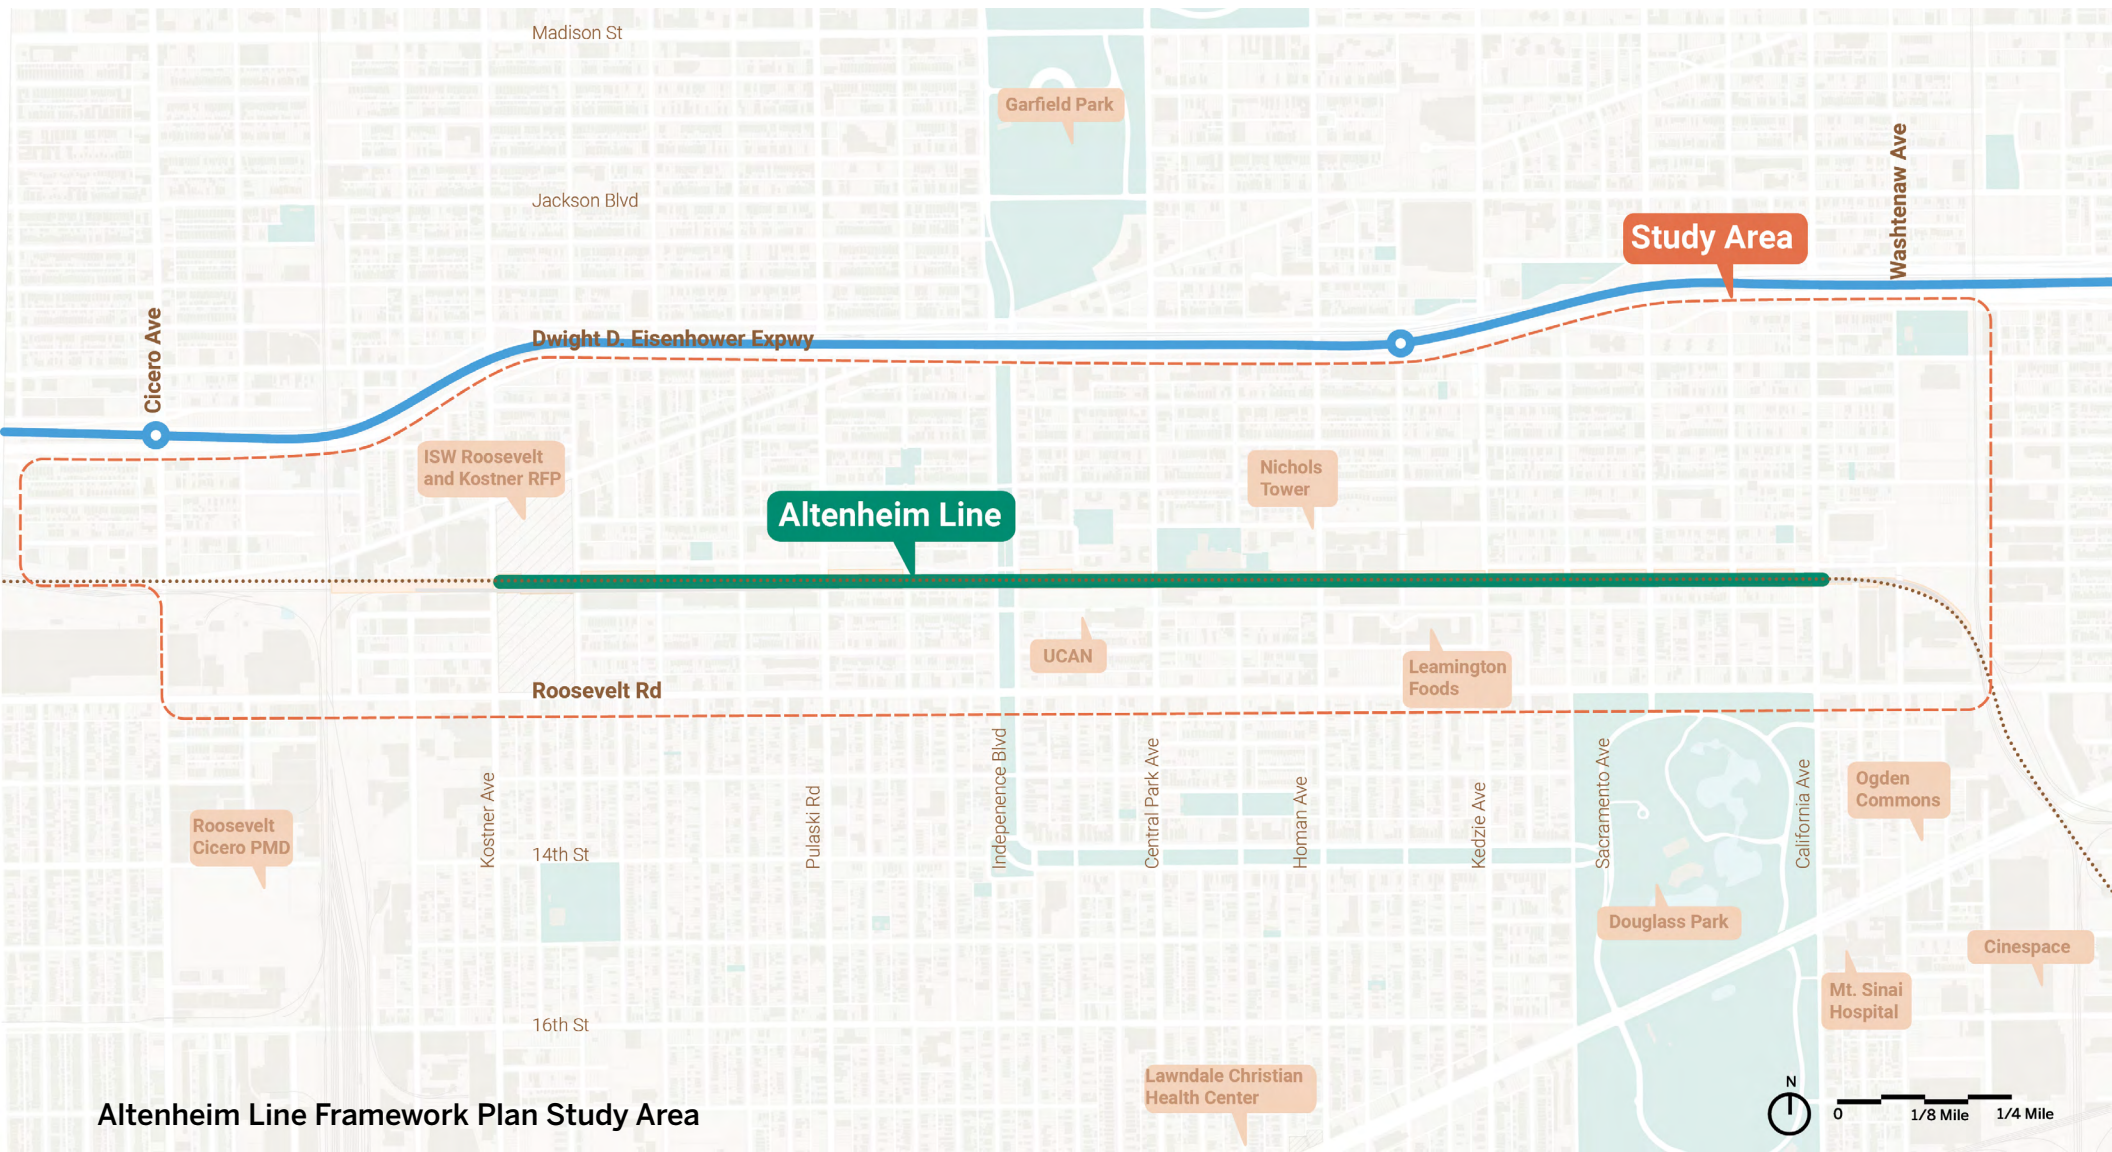 Madison St
Garfield Park
Washtenaw Ave
Jackson Blvd
Study Area
Cicero Ave
Dwight D. Eisenhower Expwy
ISW Roosevelt
and Kostner RFP
Nichols
Tower
Altenheim Line
UCAN
Leamington
Foods
Roosevelt Rd
Kostner Ave
Pulaski Rd
Indepenence Blvd
Central Park Ave
Homan Ave
Kedzie Ave
Sacramento Ave
California Ave
Ogden
Commons
Roosevelt
Cicero PMD
14th St
Douglass Park
Cinespace
Mt. Sinai
Hospital
16th St
Lawndale Christian
Health Center
Altenheim Line Framework Plan Study Area
N
0
1/8 Mile
1/4 Mile